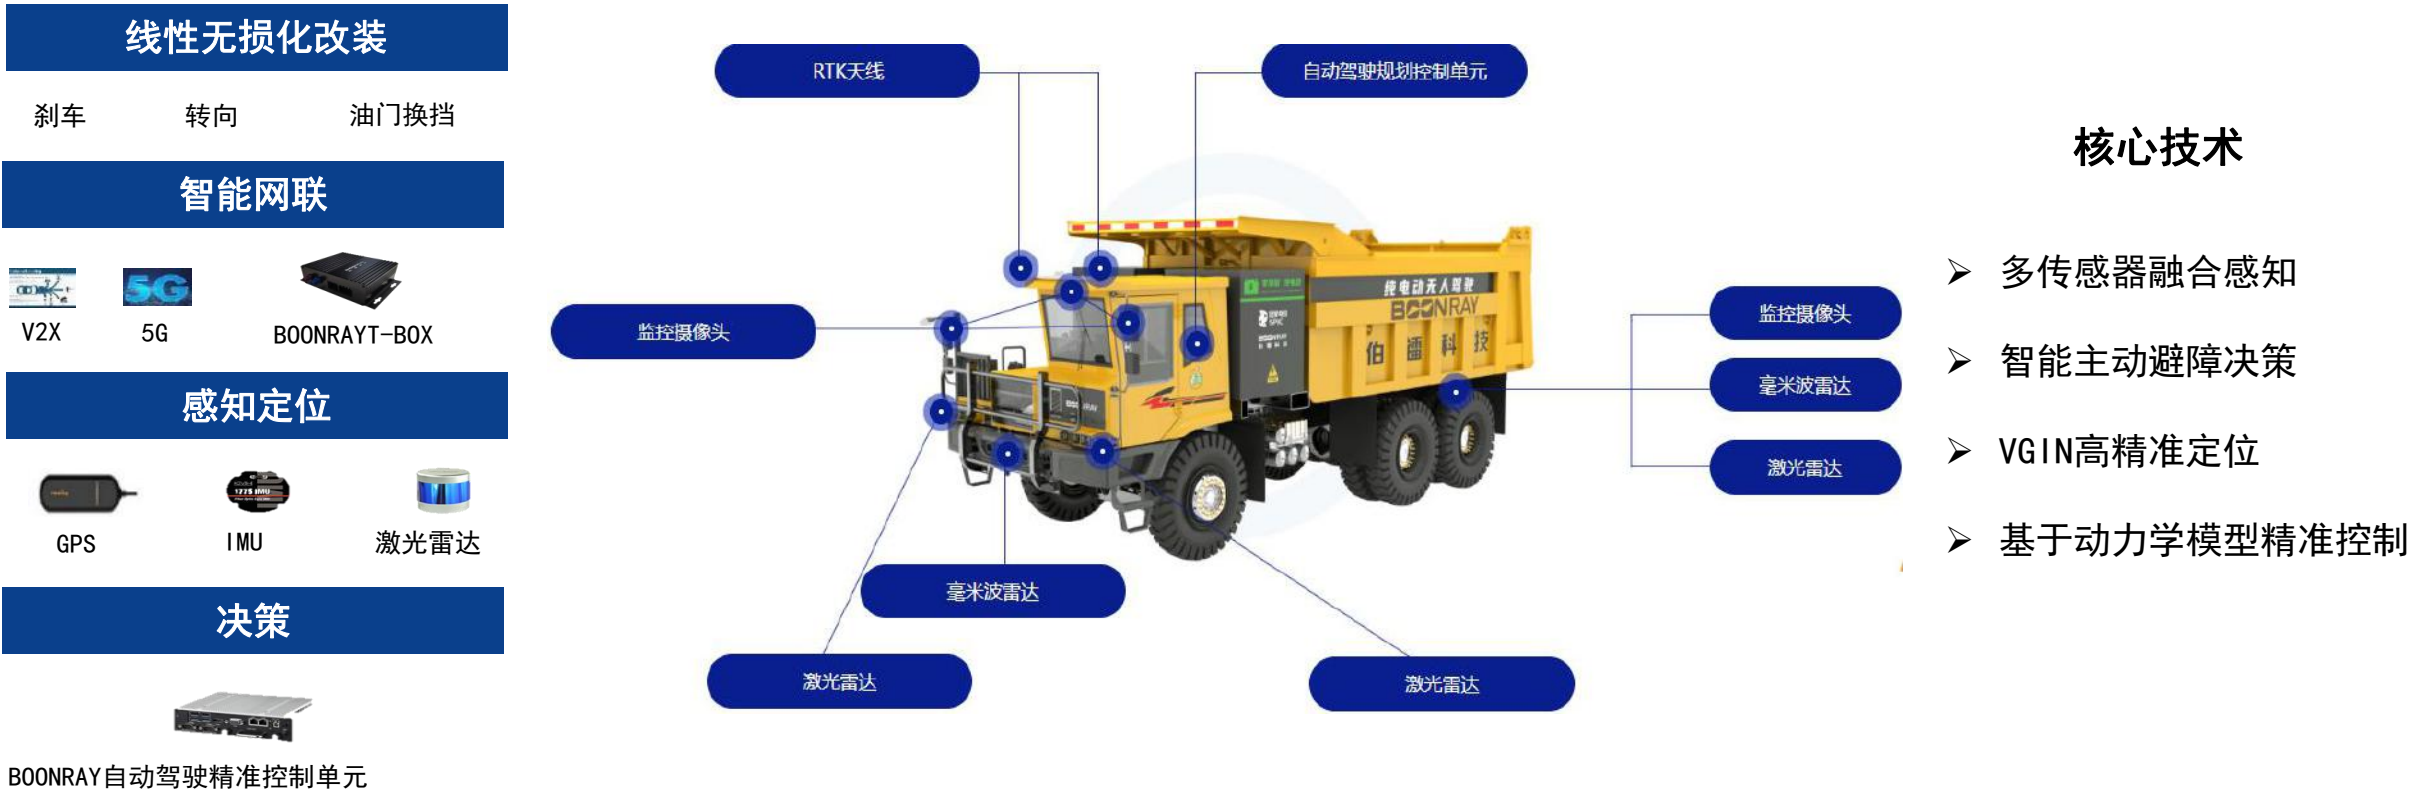 线性无损化改装
刹车
转向
油门换挡
智能网联
5G
V2X
5G
BOONRAYT-BOX
感知定位
1775 IMU
GPS
IMU
激光雷达
决策
BOONRAY自动驾驶精准控制单元
RTK天线
自动驾驶规划控制单元
监控摄像头
纯电动无人驾驶
BOONRAY
伯镭科技
BOONRAY
监控摄像头
毫米波雷达
激光雷达
毫米波雷达
激光雷达
激光雷达
核心技术
➢ 多传感器融合感知
➢ 智能主动避障决策
➢ VGIN高精准定位
➢ 基于动力学模型精准控制